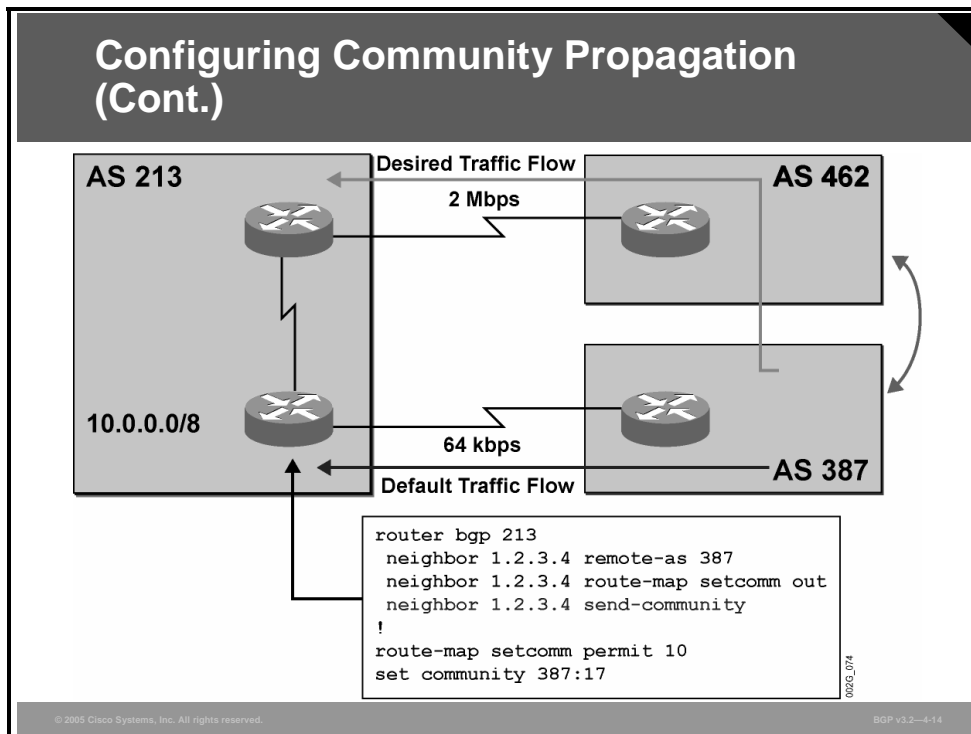 Configuring Community Propagation
(Cont.)
AS 213
Desired Traffic Flow
AS 462
2 Mbps
10.0.0.0/8
64 kbps
AS 387
Default Traffic Flow
router bgp 213
neighbor 1.2.3.4 remote-as 387
neighbor 1.2.3.4 route-map setcomm out
neighbor 1.2.3.4 send-community
!
route-map setcomm permit 10
set community 387:17
002G_074
© 2005 Cisco Systems, Inc. All rights reserved.
BGP v3.2—4-14